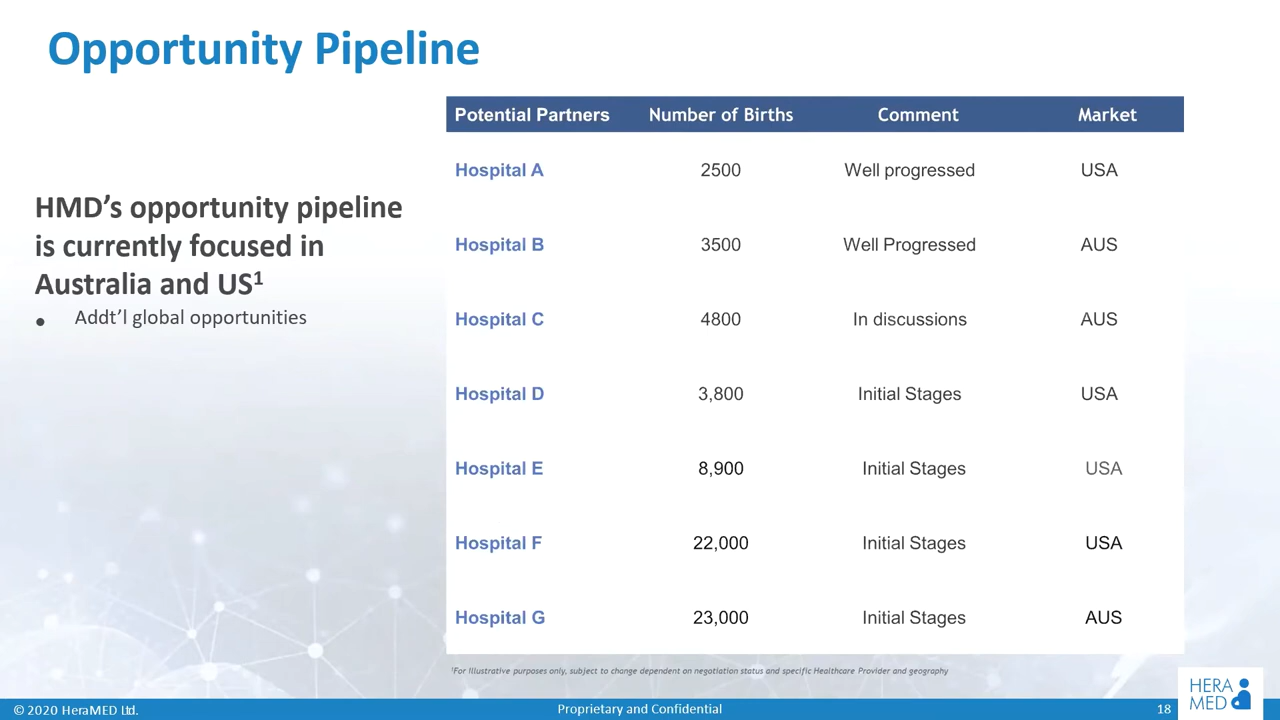 Opportunity Pipeline
HMD’s opportunity pipeline
is currently focused in
Australia and US¹
• Addt’l global opportunities
Potential Partners Number of Births Comment Market
Hospital A 2500 Well progressed USA
Hospital B 3500 Well Progressed AUS
Hospital C 4800 In discussions AUS
Hospital D 3,800 Initial Stages USA
Hospital E 8,900 Initial Stages USA
Hospital F 22,000 Initial Stages USA
Hospital G 23,000 Initial Stages AUS
¹For Illustrative purposes only, subject to change dependent on negotiation status and specific Healthcare Provider and geography
© 2020 HeraMED Ltd. Proprietary and Confidential 18
HERA
MED